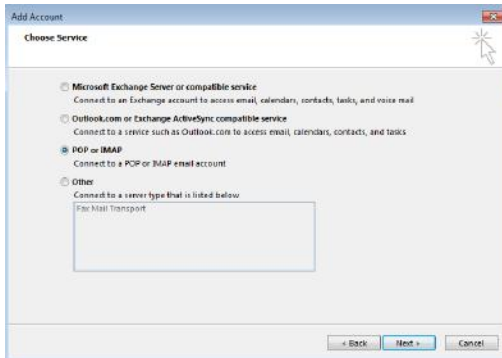 Add Account
Choose Service
Microsoft Exchange Server or compatible service
Connect to an Exchange account to access email, calendars, contacts, tasks, and voice mail
Outlook.com or Exchange ActiveSync compatible service
Connect to a service such as Outlook.com to access email, calendars, contacts, and tasks
POP or IMAP
Connect to a POP or IMAP email account
Other
Connect to a server type that is listed below
Fax Mail Transport
< Back Next > Cancel